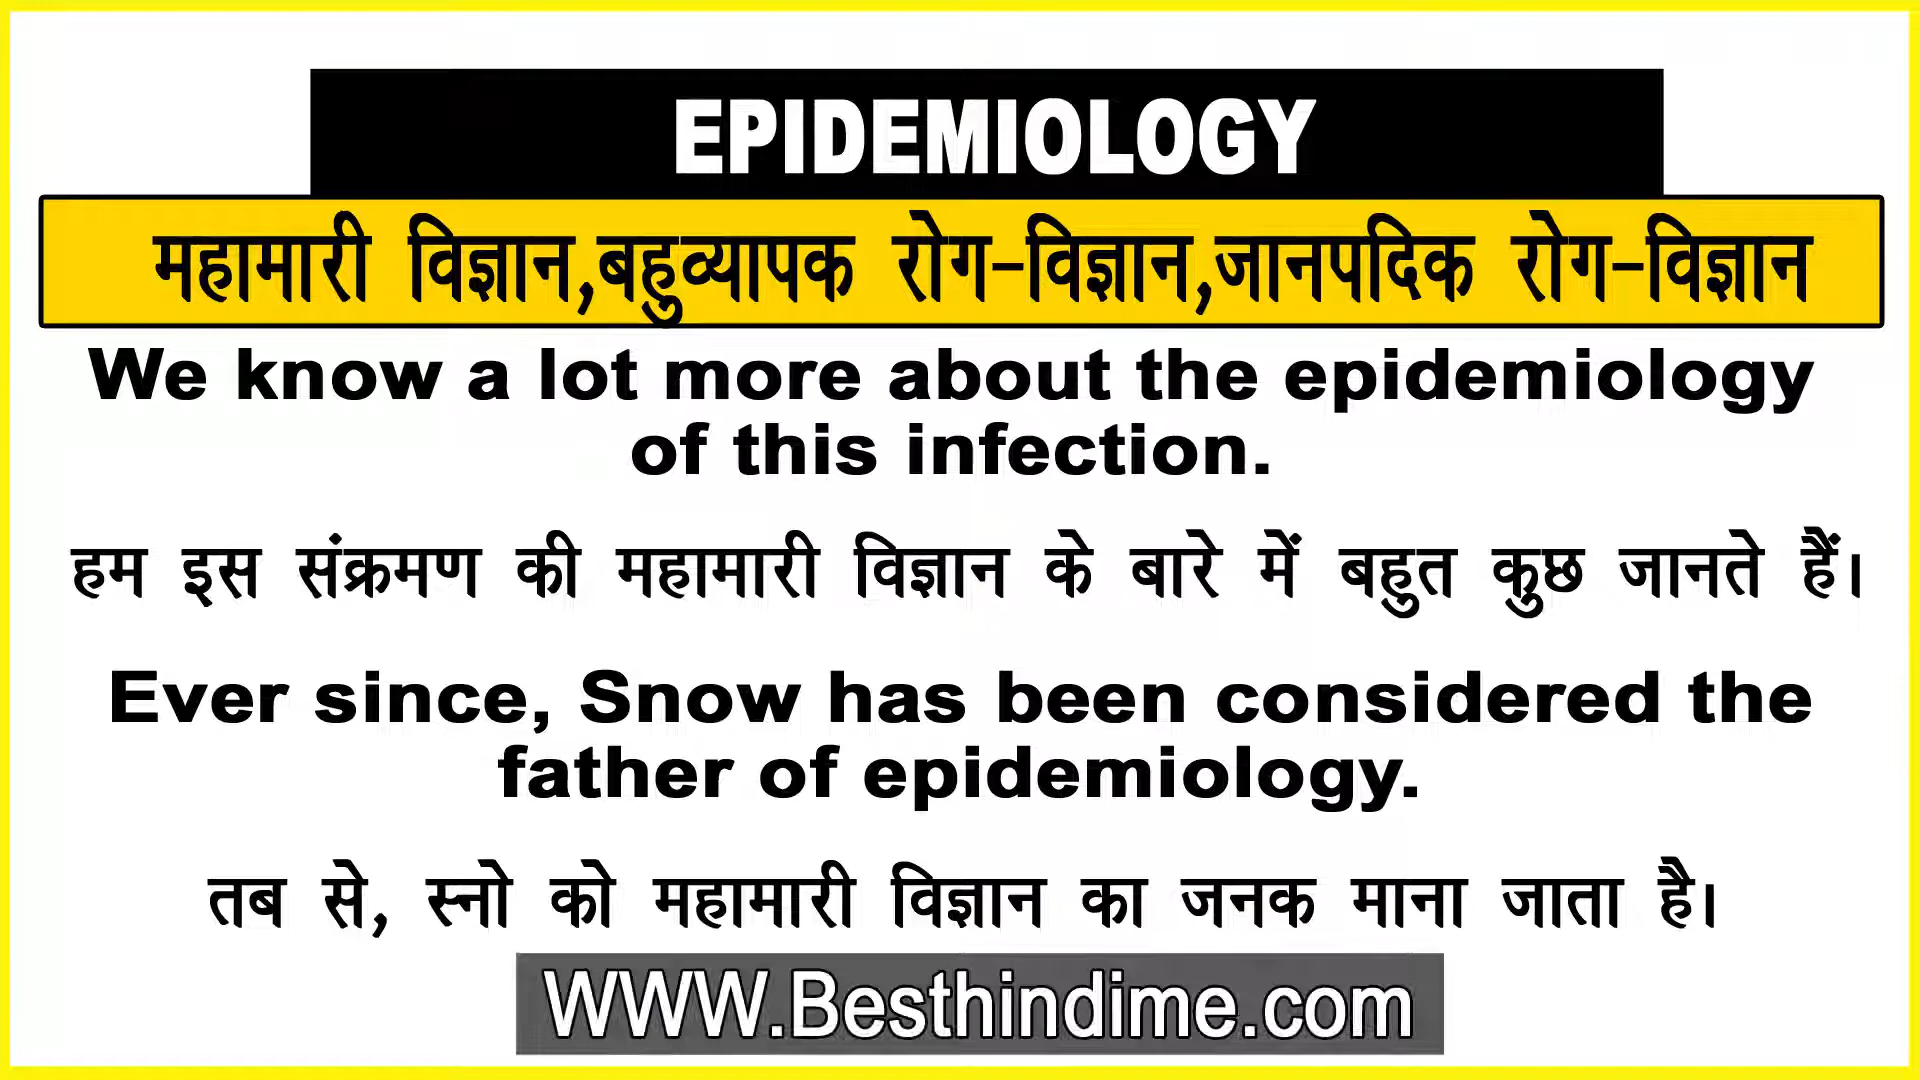 EPIDEMIOLOGY
महामारी विज्ञान,बहुव्यापक रोग-विज्ञान,जानपदिक रोग-विज्ञान
We know a lot more about the epidemiology
of this infection.
हम इस संक्रमण की महामारी विज्ञान के बारे में बहुत कुछ जानते हैं।
Ever since, Snow has been considered the
father of epidemiology.
तब से, स्नो को महामारी विज्ञान का जनक माना जाता है।
WWW.Besthindime.com